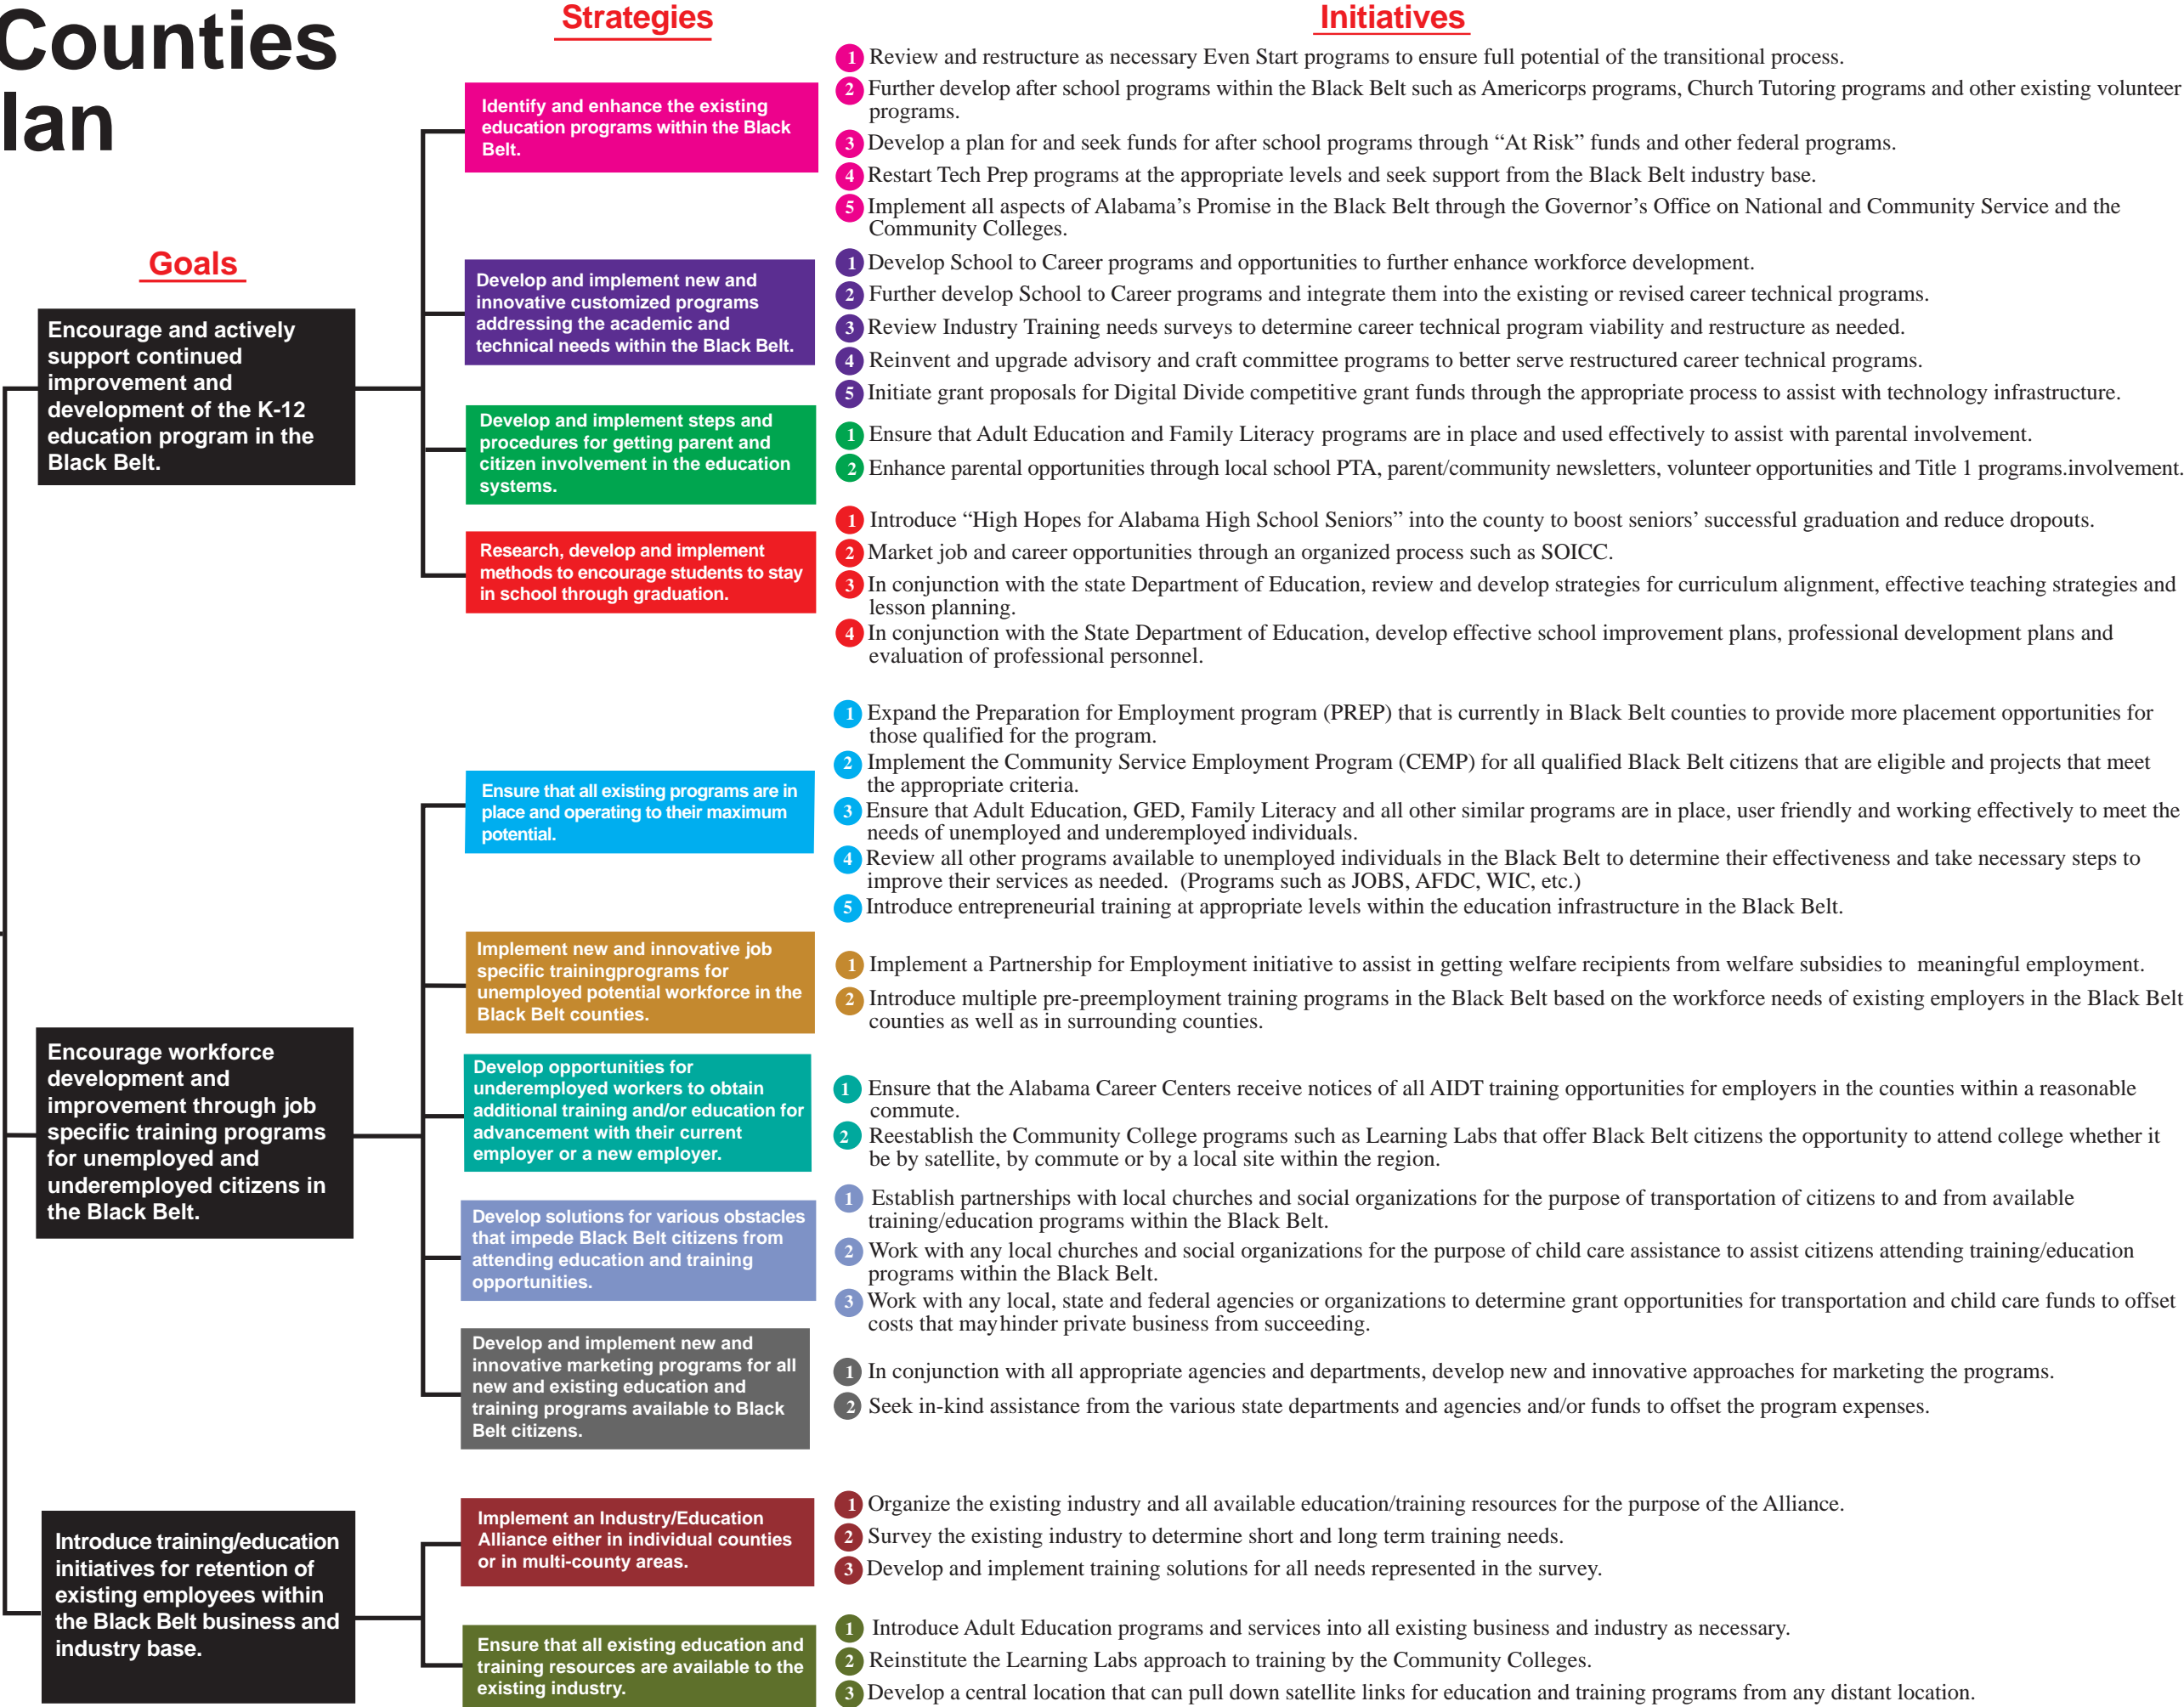 Counties
lan
Strategies
Initiatives
Goals
Encourage and actively
support continued
improvement and
development of the K-12
education program in the
Black Belt.
Identify and enhance the existing
education programs within the Black
Belt.
1 Review and restructure as necessary Even Start programs to ensure full potential of the transitional process.
2 Further develop after school programs within the Black Belt such as Americorps programs, Church Tutoring programs and other existing volunteer
programs.
3 Develop a plan for and seek funds for after school programs through “At Risk” funds and other federal programs.
4 Restart Tech Prep programs at the appropriate levels and seek support from the Black Belt industry base.
5 Implement all aspects of Alabama’s Promise in the Black Belt through the Governor’s Office on National and Community Service and the
Community Colleges.
Develop and implement new and
innovative customized programs
addressing the academic and
technical needs within the Black Belt.
1 Develop School to Career programs and opportunities to further enhance workforce development.
2 Further develop School to Career programs and integrate them into the existing or revised career technical programs.
3 Review Industry Training needs surveys to determine career technical program viability and restructure as needed.
4 Reinvent and upgrade advisory and craft committee programs to better serve restructured career technical programs.
5 Initiate grant proposals for Digital Divide competitive grant funds through the appropriate process to assist with technology infrastructure.
Develop and implement steps and
procedures for getting parent and
citizen involvement in the education
systems.
1 Ensure that Adult Education and Family Literacy programs are in place and used effectively to assist with parental involvement.
2 Enhance parental opportunities through local school PTA, parent/community newsletters, volunteer opportunities and Title 1 programs.involvement.
Research, develop and implement
methods to encourage students to stay
in school through graduation.
1 Introduce “High Hopes for Alabama High School Seniors” into the county to boost seniors’ successful graduation and reduce dropouts.
2 Market job and career opportunities through an organized process such as SOICC.
3 In conjunction with the state Department of Education, review and develop strategies for curriculum alignment, effective teaching strategies and
lesson planning.
4 In conjunction with the State Department of Education, develop effective school improvement plans, professional development plans and
evaluation of professional personnel.
Encourage workforce
development and
improvement through job
specific training programs
for unemployed and
underemployed citizens in
the Black Belt.
Ensure that all existing programs are in
place and operating to their maximum
potential.
1 Expand the Preparation for Employment program (PREP) that is currently in Black Belt counties to provide more placement opportunities for
those qualified for the program.
2 Implement the Community Service Employment Program (CEMP) for all qualified Black Belt citizens that are eligible and projects that meet
the appropriate criteria.
3 Ensure that Adult Education, GED, Family Literacy and all other similar programs are in place, user friendly and working effectively to meet the
needs of unemployed and underemployed individuals.
4 Review all other programs available to unemployed individuals in the Black Belt to determine their effectiveness and take necessary steps to
improve their services as needed. (Programs such as JOBS, AFDC, WIC, etc.)
5 Introduce entrepreneurial training at appropriate levels within the education infrastructure in the Black Belt.
Implement new and innovative job
specific trainingprograms for
unemployed potential workforce in the
Black Belt counties.
1 Implement a Partnership for Employment initiative to assist in getting welfare recipients from welfare subsidies to meaningful employment.
2 Introduce multiple pre-preemployment training programs in the Black Belt based on the workforce needs of existing employers in the Black Belt
counties as well as in surrounding counties.
Develop opportunities for
underemployed workers to obtain
additional training and/or education for
advancement with their current
employer or a new employer.
1 Ensure that the Alabama Career Centers receive notices of all AIDT training opportunities for employers in the counties within a reasonable
commute.
2 Reestablish the Community College programs such as Learning Labs that offer Black Belt citizens the opportunity to attend college whether it
be by satellite, by commute or by a local site within the region.
Develop solutions for various obstacles
that impede Black Belt citizens from
attending education and training
opportunities.
1 Establish partnerships with local churches and social organizations for the purpose of transportation of citizens to and from available
training/education programs within the Black Belt.
2 Work with any local churches and social organizations for the purpose of child care assistance to assist citizens attending training/education
programs within the Black Belt.
3 Work with any local, state and federal agencies or organizations to determine grant opportunities for transportation and child care funds to offset
costs that may hinder private business from succeeding.
Develop and implement new and
innovative marketing programs for all
new and existing education and
training programs available to Black
Belt citizens.
1 In conjunction with all appropriate agencies and departments, develop new and innovative approaches for marketing the programs.
2 Seek in-kind assistance from the various state departments and agencies and/or funds to offset the program expenses.
Introduce training/education
initiatives for retention of
existing employees within
the Black Belt business and
industry base.
Implement an Industry/Education
Alliance either in individual counties
or in multi-county areas.
1 Organize the existing industry and all available education/training resources for the purpose of the Alliance.
2 Survey the existing industry to determine short and long term training needs.
3 Develop and implement training solutions for all needs represented in the survey.
Ensure that all existing education and
training resources are available to the
existing industry.
1 Introduce Adult Education programs and services into all existing business and industry as necessary.
2 Reinstitute the Learning Labs approach to training by the Community Colleges.
3 Develop a central location that can pull down satellite links for education and training programs from any distant location.